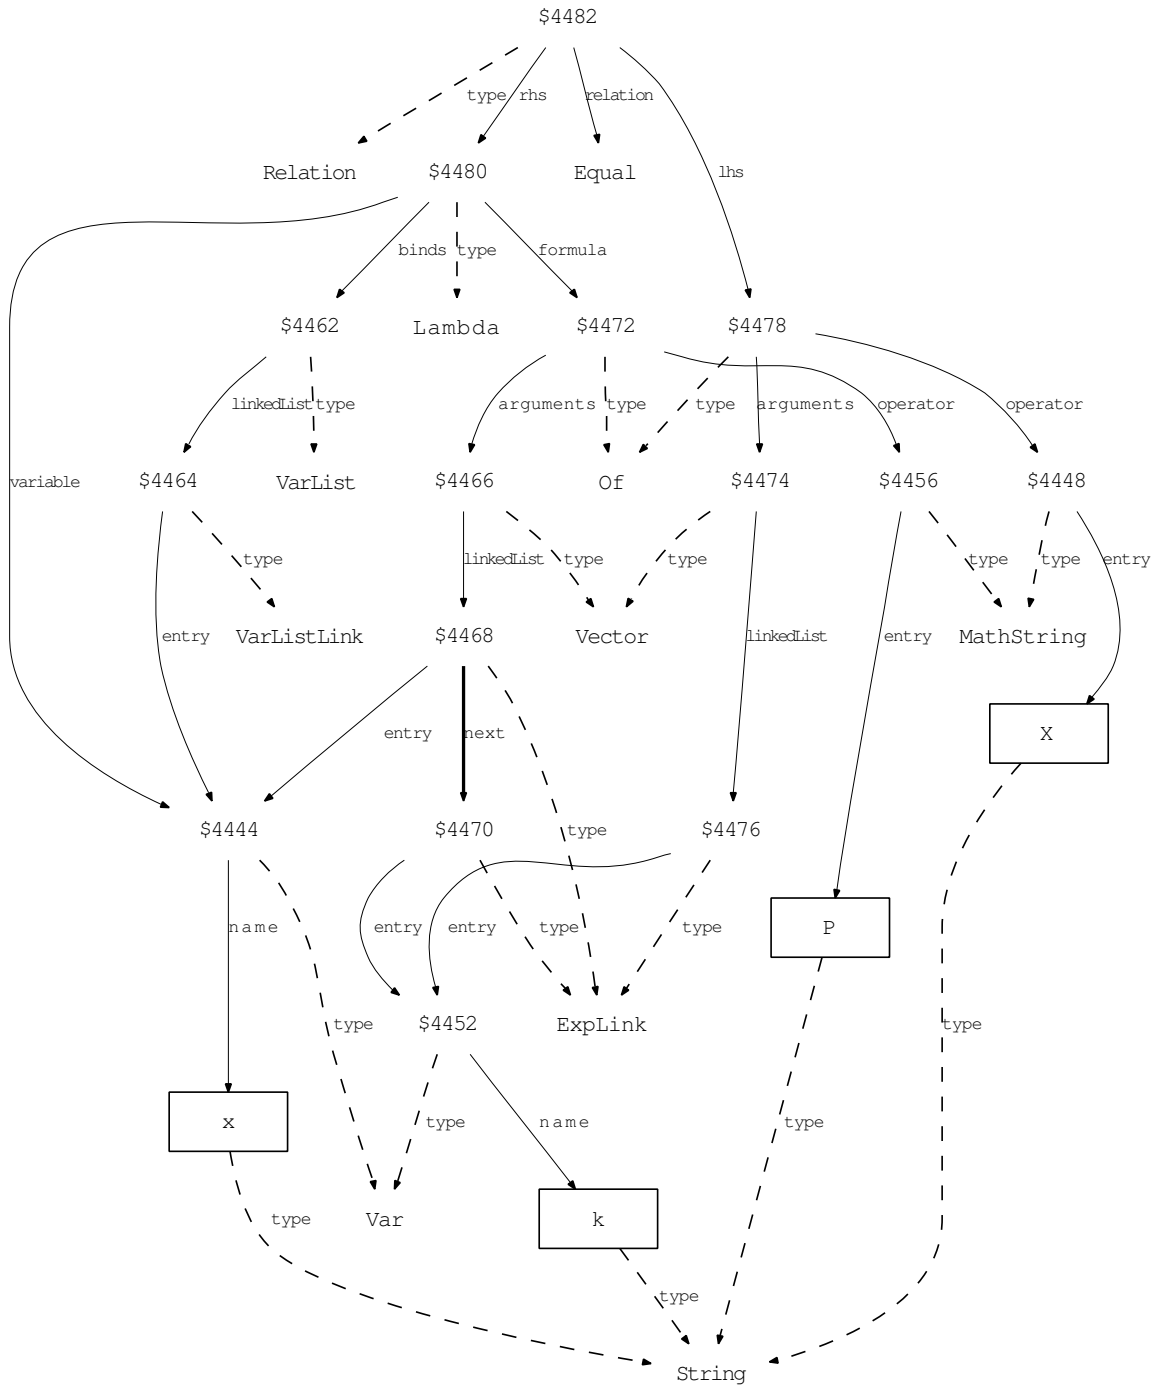 $4482
type rhs relation
Relation $4480 Equal lhs
binds type formula
$4462 Lambda $4472 $4478
linkedList type arguments type type arguments operator operator
variable $4464 VarList $4466 Of $4474 $4456 $4448
type linkedList type type type type entry
entry VarListLink $4468 Vector linkedList entry MathString
entry next X
$4444 $4470 type $4476
name entry entry type type P
type $4452 ExpLink type
x type name type
type Var k
type
String